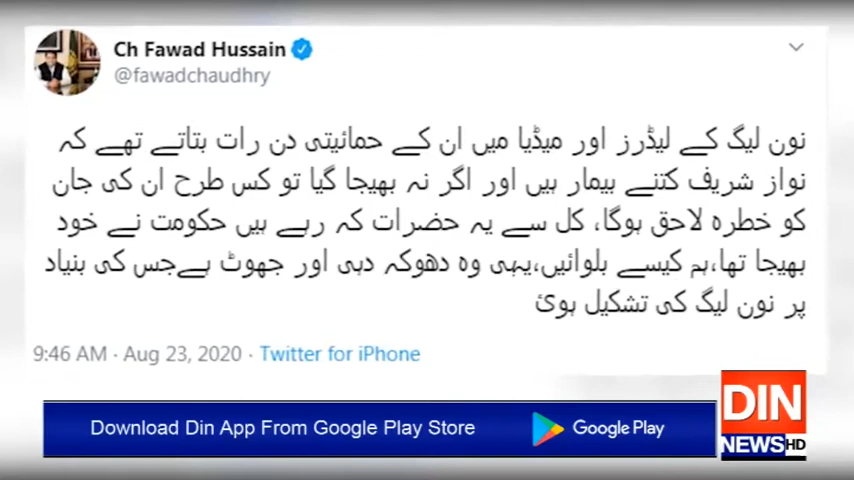 Ch Fawad Hussain
@fawadchaudhry
نون لیگ کے لیڈرز اور میڈیا میں ان کے حمائیتی دن رات بتاتے تھے کہ
نواز شریف کتنے بیمار ہیں اور اگر نہ بھیجا گیا تو کس طرح ان کی جان
کو خطرہ لاحق ہوگا، کل سے یہ حضرات کہ رہے ہیں حکومت نے خود
بھیجا تھا،ہم کیسے بلوائیں،یہی وہ دھوکہ دہی اور جھوٹ ہےجس کی بنیاد
پر نون لیگ کی تشکیل ہوئ
9:46 AM · Aug 23, 2020 · Twitter for iPhone
Download Din App From Google Play Store
Google Play
DIN
NEWS HD